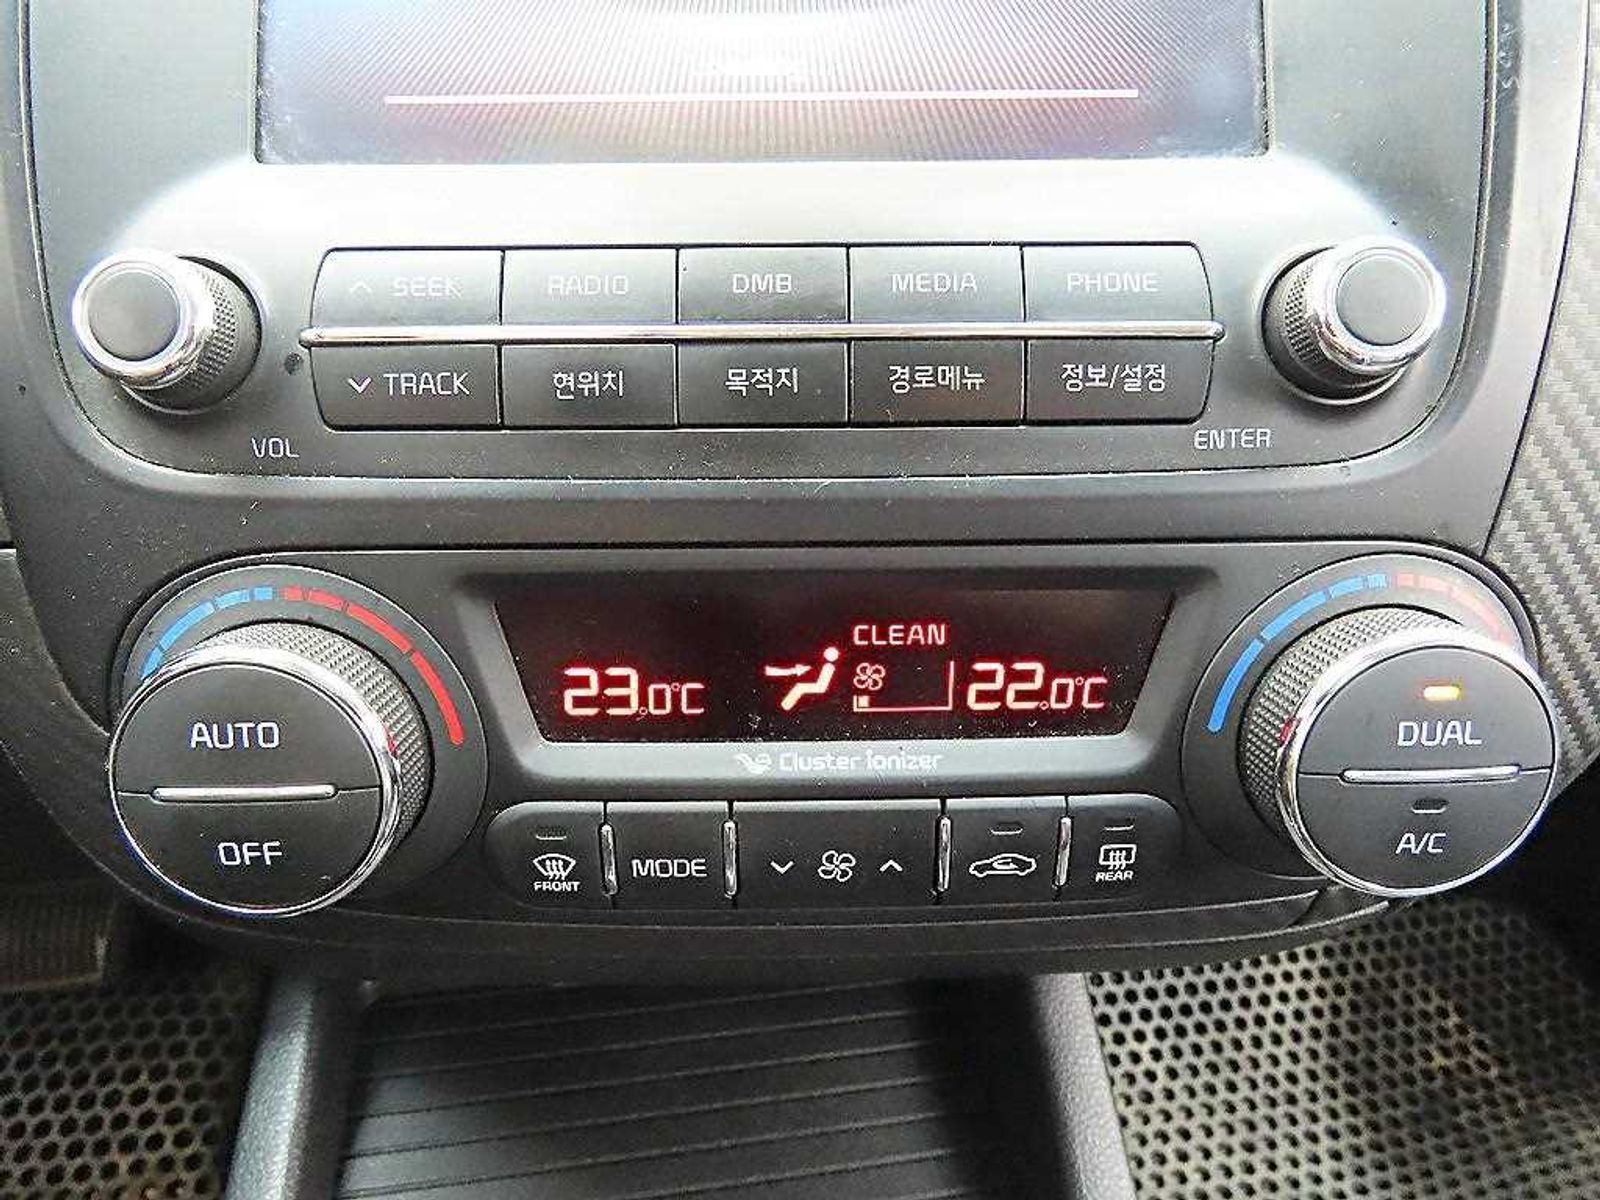 SEEK RADIO DMB MEDIA PHONE
TRACK 현위치 목적지 경로메뉴 정보/설정
VOL ENTER
CLEAN
23.0°C 22.0°C
AUTO DUAL
Cluster ionizer
OFF A/C
FRONT MODE REAR